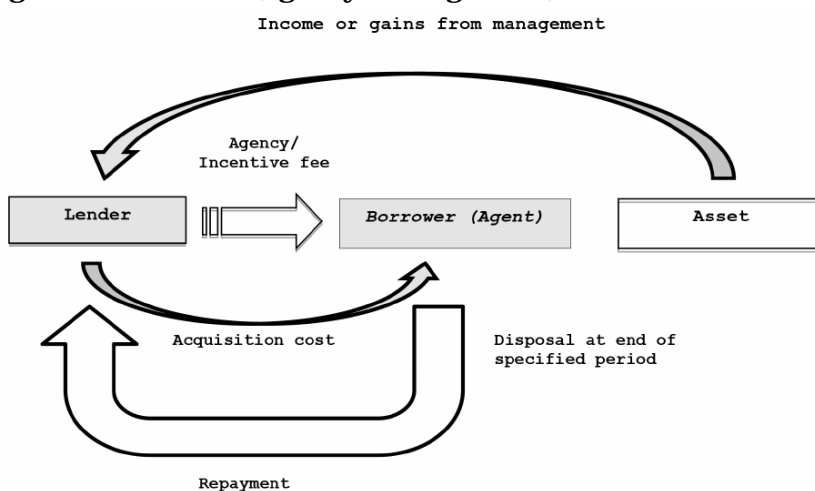 Income or gains from management
Agency/
Incentive fee
Lender
Borrower (Agent)
Asset
Acquisition cost
Disposal at end of
specified period
Repayment